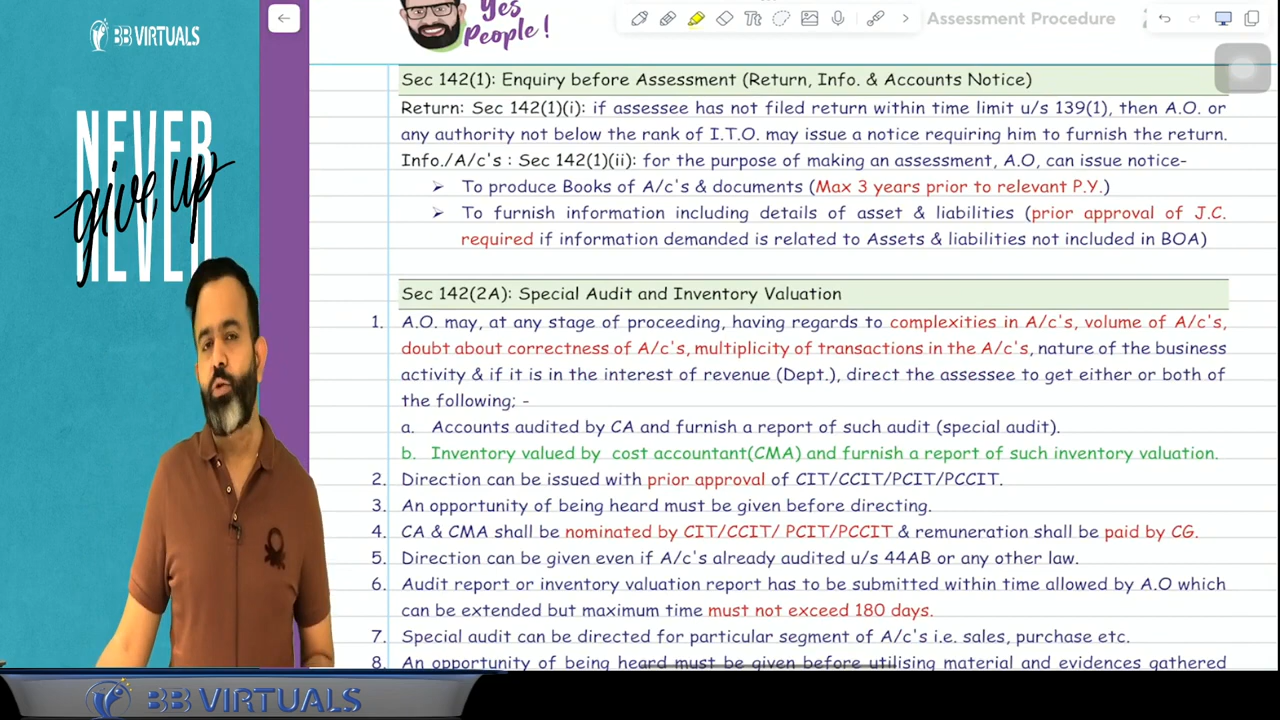 BB VIRTUALS
NEVER
give up
NEVER
Yes
People!
Tt
Assessment Procedure
Sec 142(1): Enquiry before Assessment (Return, Info. & Accounts Notice)
Return: Sec 142(1)(i): if assessee has not filed return within time limit u/s 139(1), then A.O. or
any authority not below the rank of I.T.O. may issue a notice requiring him to furnish the return.
Info./A/c's : Sec 142(1)(ii): for the purpose of making an assessment, A.O, can issue notice-
➢ To produce Books of A/c's & documents (Max 3 years prior to relevant P.Y.)
➢ To furnish information including details of asset & liabilities (prior approval of J.C.
required if information demanded is related to Assets & liabilities not included in BOA)
Sec 142(2A): Special Audit and Inventory Valuation
1. A.O. may, at any stage of proceeding, having regards to complexities in A/c's, volume of A/c's,
doubt about correctness of A/c's, multiplicity of transactions in the A/c's, nature of the business
activity & if it is in the interest of revenue (Dept.), direct the assessee to get either or both of
the following; -
a. Accounts audited by CA and furnish a report of such audit (special audit).
b. Inventory valued by cost accountant(CMA) and furnish a report of such inventory valuation.
2. Direction can be issued with prior approval of CIT/CCIT/PCIT/PCCIT.
3. An opportunity of being heard must be given before directing.
4. CA & CMA shall be nominated by CIT/CCIT/ PCIT/PCCIT & remuneration shall be paid by CG.
5. Direction can be given even if A/c's already audited u/s 44AB or any other law.
6. Audit report or inventory valuation report has to be submitted within time allowed by A.O which
can be extended but maximum time must not exceed 180 days.
7. Special audit can be directed for particular segment of A/c's i.e. sales, purchase etc.
8. An opportunity of being heard must be given before utilising material and evidences gathered
BB VIRTUALS